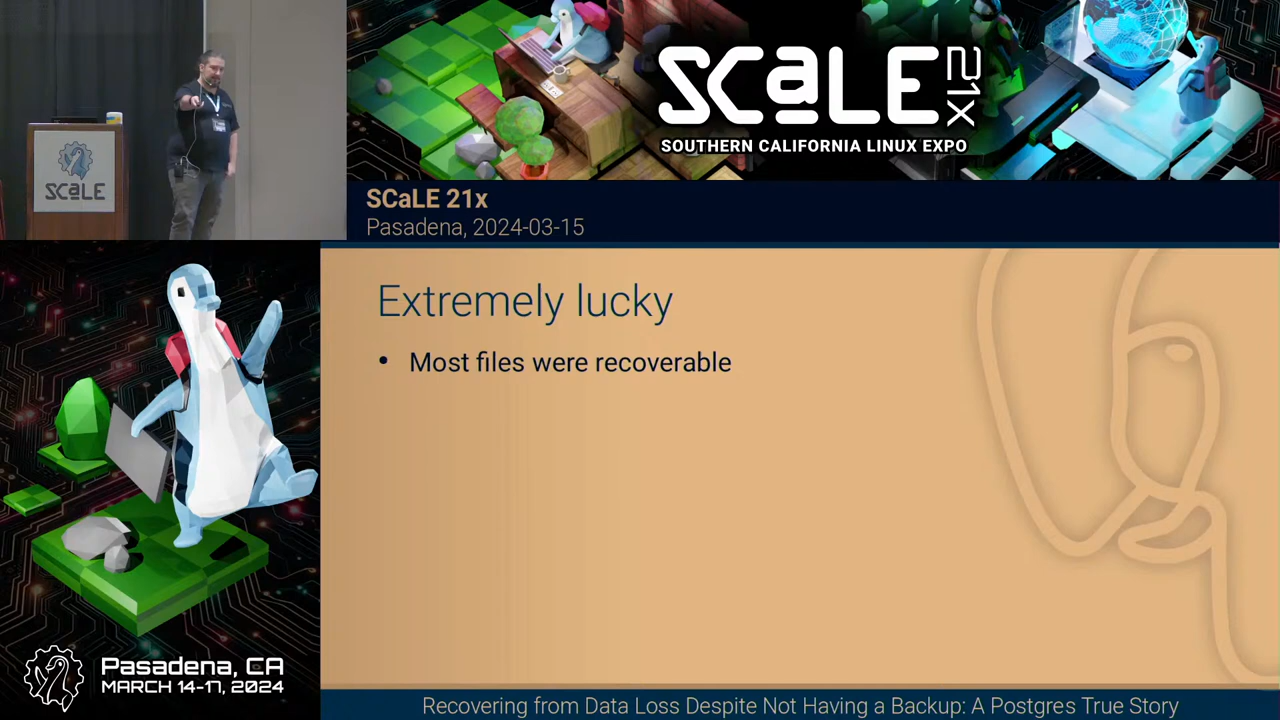 SCaLE
SCaLE 21x
SOUTHERN CALIFORNIA LINUX EXPO
SCaLE 21x
Pasadena, 2024-03-15
Extremely lucky
• Most files were recoverable
Pasadena, CA
MARCH 14-17, 2024
Recovering from Data Loss Despite Not Having a Backup: A Postgres True Story